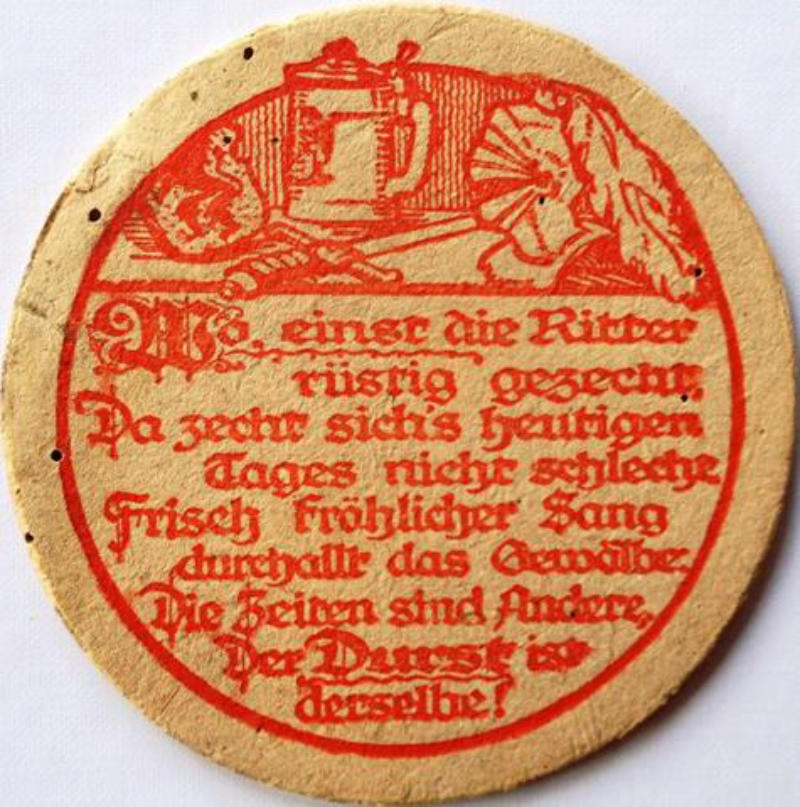 Wo, einst die Ritter
rüstig gezecht,
Da zecht sich's heutigen
Tages nicht schlecht
Frisch fröhlicher Sang
durchhallt das Gewölbe.
Die Zeiten sind Andere,
Der Durst ist
derselbe!